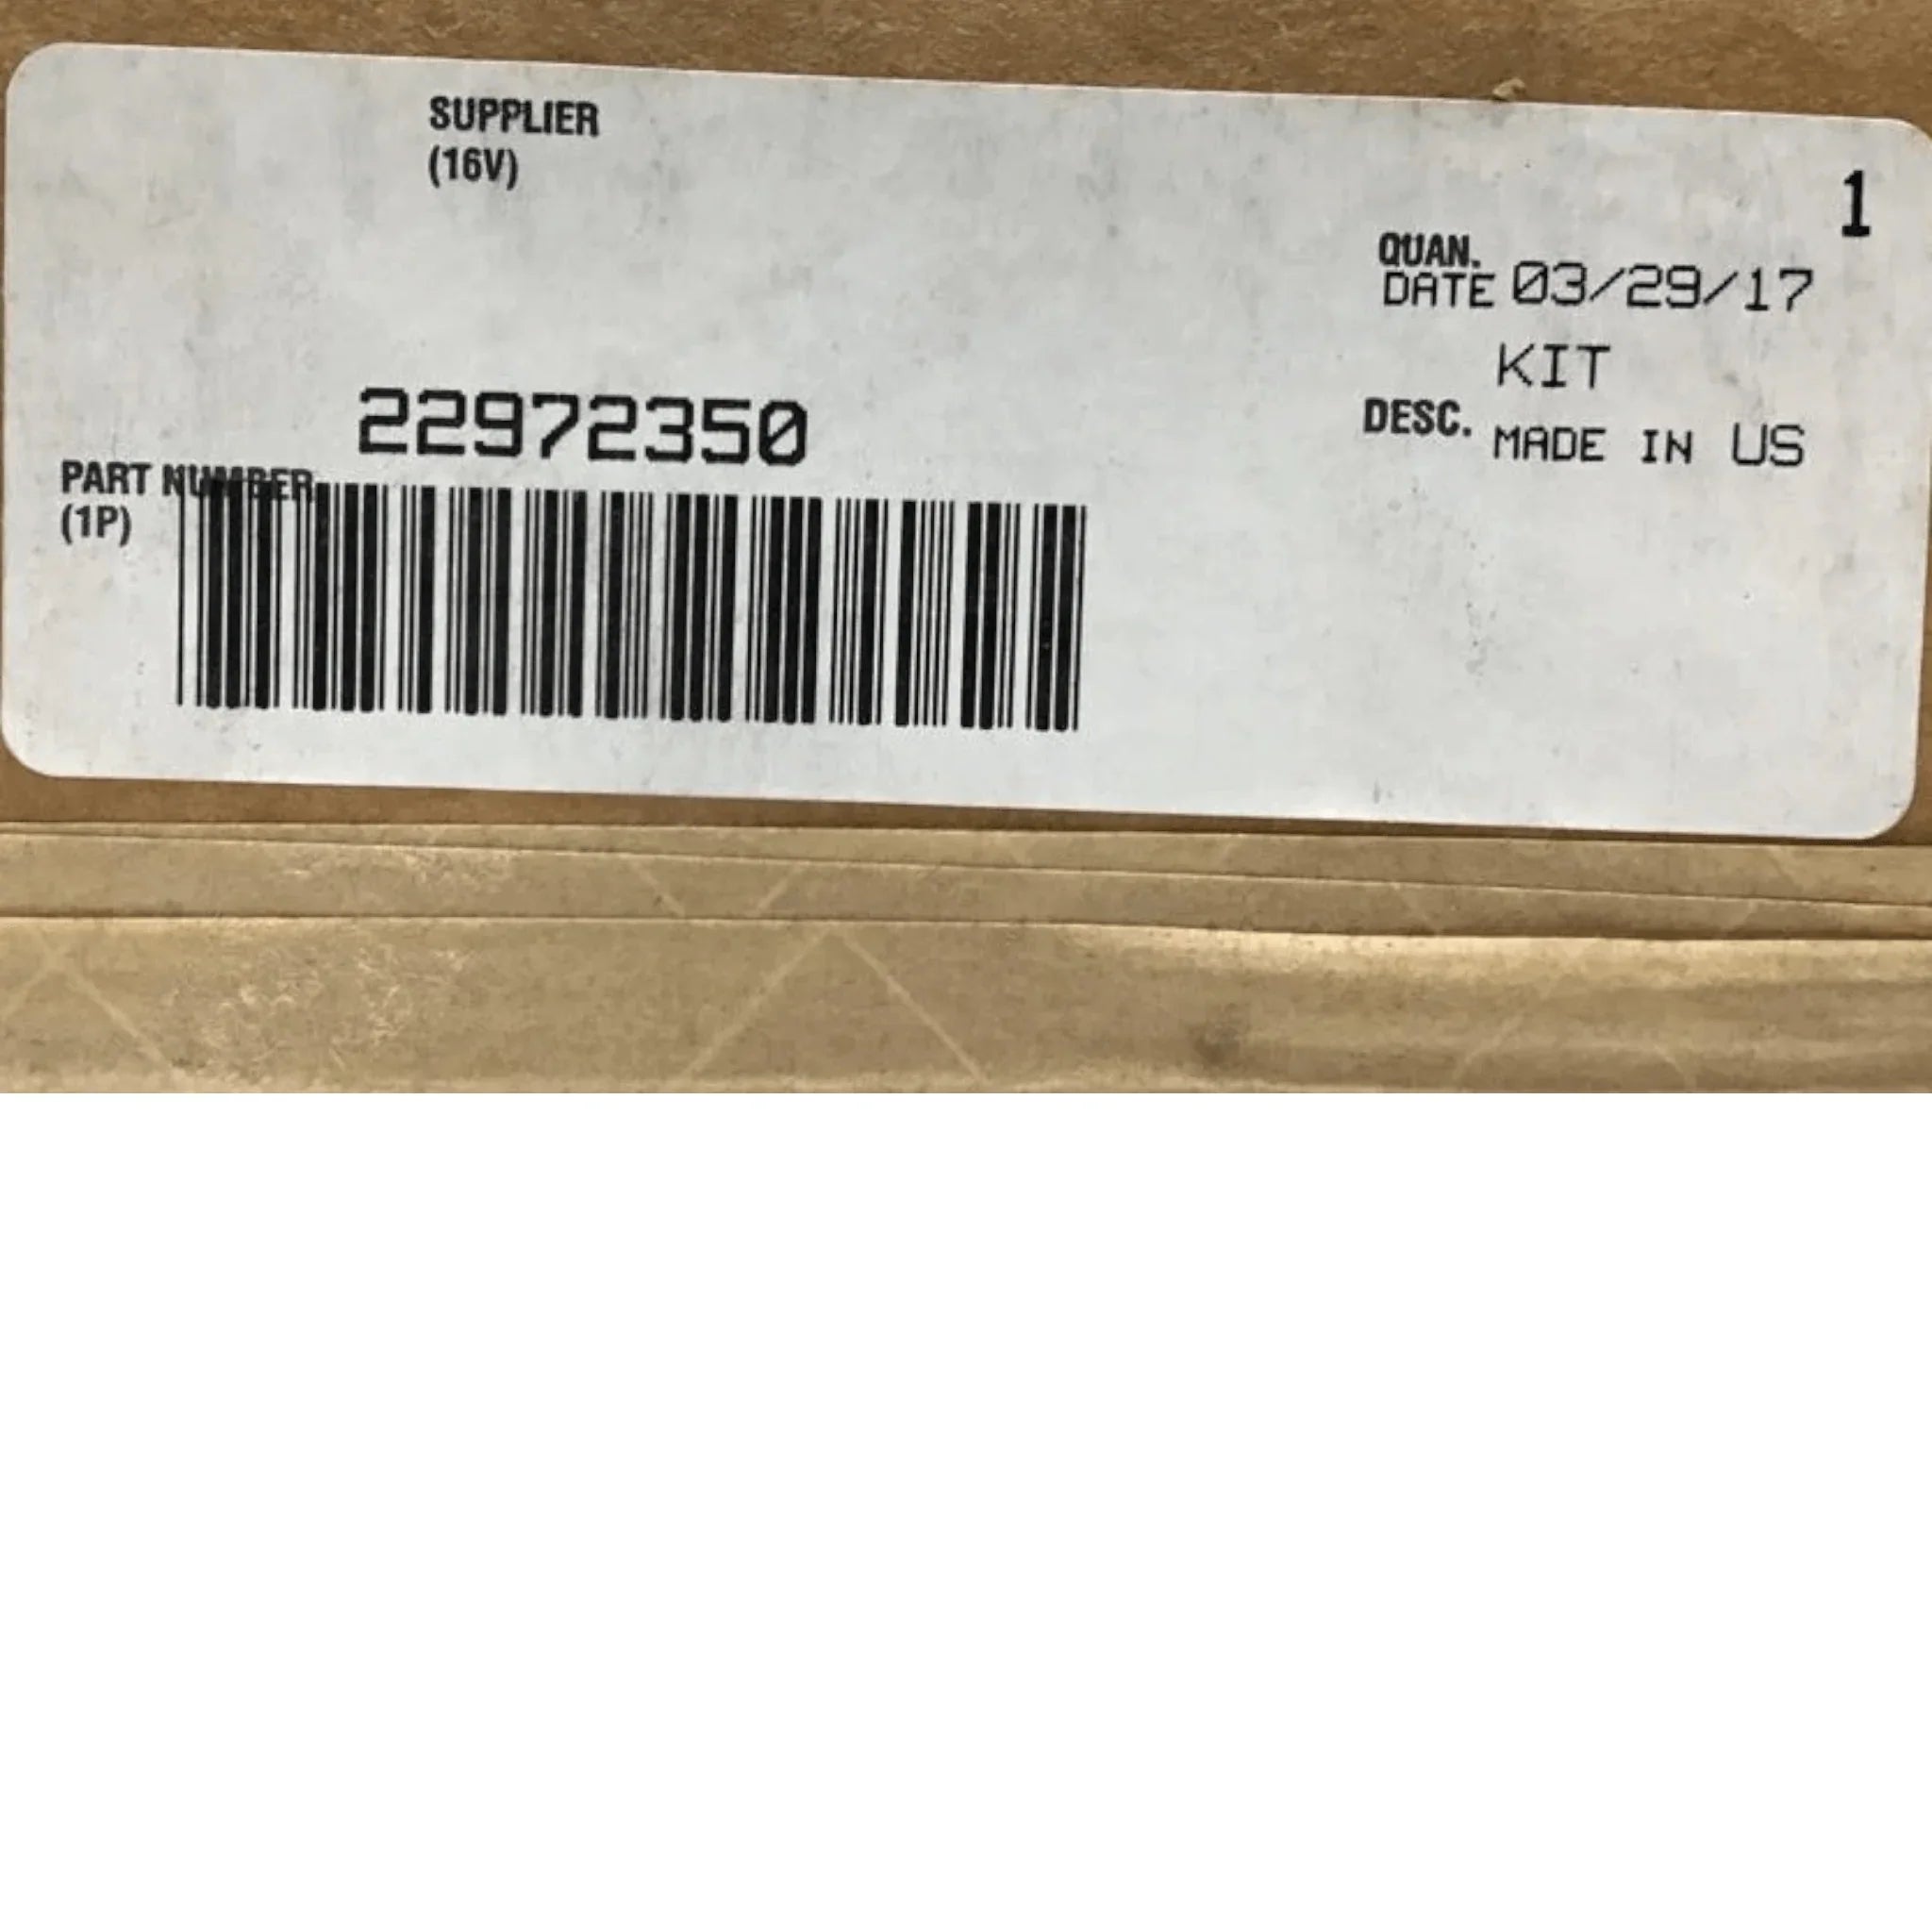 SUPPLIER
(16V)
1
QUAN.
DATE 03/29/17
KIT
DESC. MADE IN US
22972350
PART NUMBER
(1P)